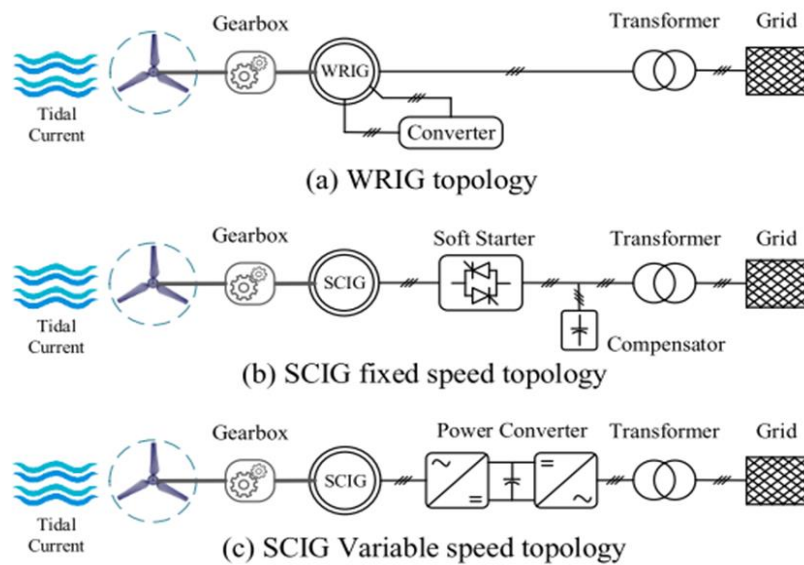 Gearbox Transformer Grid
WRIG
Tidal
Current
Converter
(a) WRIG topology
Gearbox Soft Starter Transformer Grid
SCIG
Tidal
Current
Compensator
(b) SCIG fixed speed topology
Gearbox Power Converter Transformer Grid
SCIG
~ =
= ~
Tidal
Current
(c) SCIG Variable speed topology